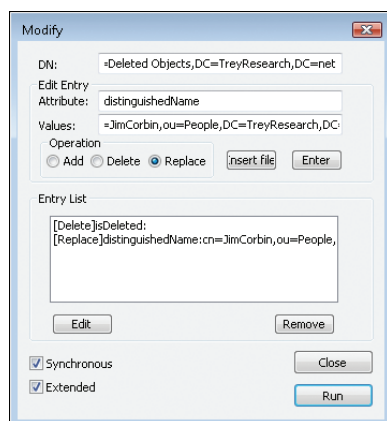 Modify
DN: =Deleted Objects,DC=TreyResearch,DC=net
Edit Entry
Attribute: distinguishedName
Values: =JimCorbin,ou=People,DC=TreyResearch,DC=
Operation
Add Delete Replace Insert file Enter
Entry List
[Delete]isDeleted:
[Replace]distinguishedName:cn=JimCorbin,ou=People,
Edit Remove
Synchronous Close
Extended Run